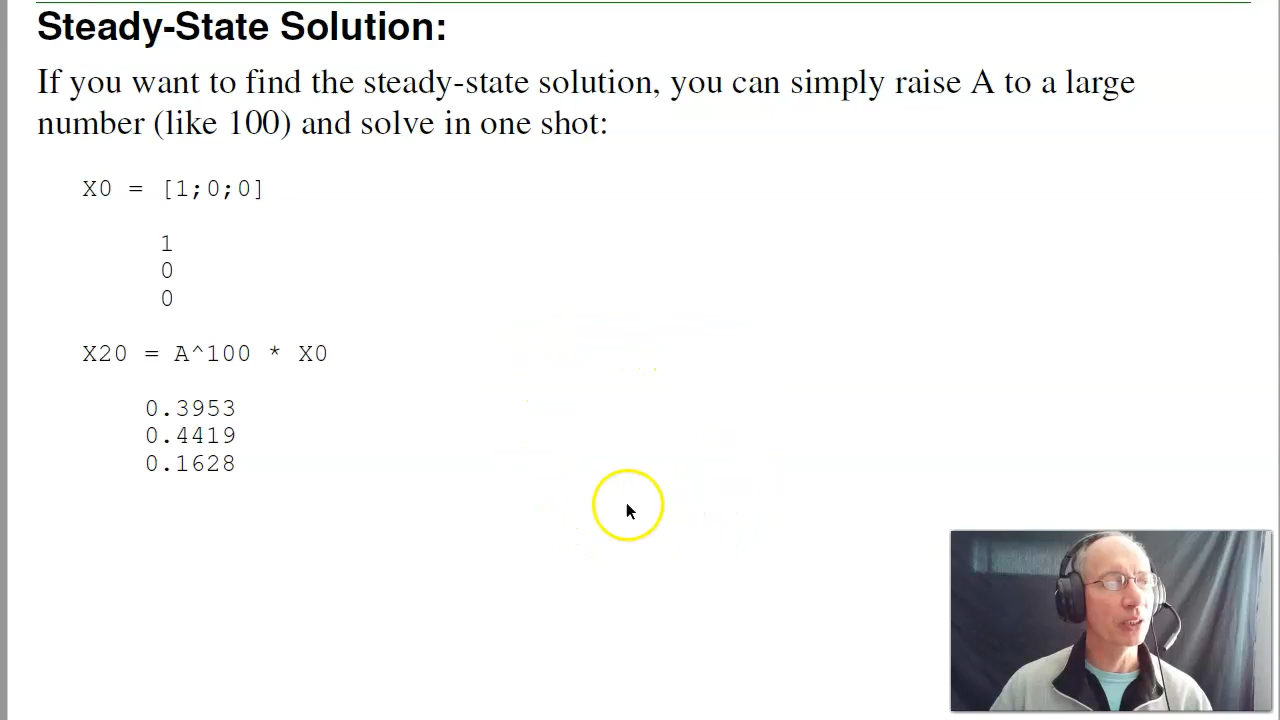 Steady-State Solution:
If you want to find the steady-state solution, you can simply raise A to a large
number (like 100) and solve in one shot:
X0 = [1;0;0]
1
0
0
X20 = A^100 * X0
0.3953
0.4419
0.1628